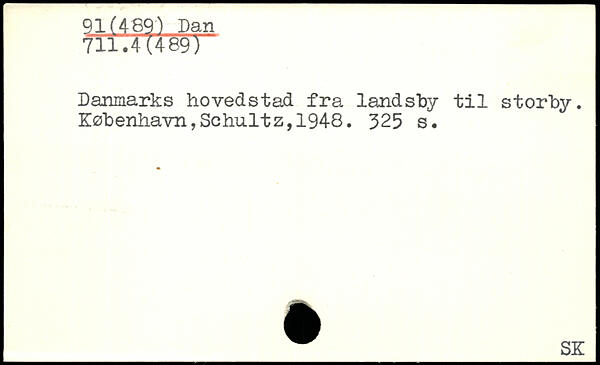 91(489) Dan
711.4(489)
Danmarks hovedstad fra landsby til storby.
København,Schultz,1948. 325 s.
SK